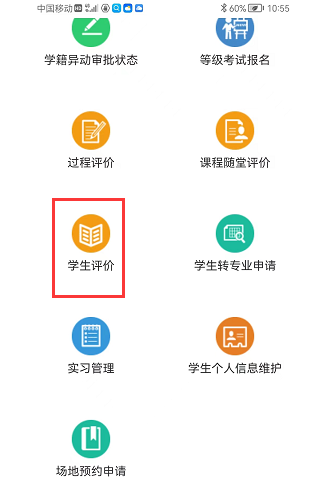 中国移动 HD 4G 60% 10:55
学籍异动审批状态 等级考试报名
过程评价 课程随堂评价
学生评价 学生转专业申请
实习管理 学生个人信息维护
场地预约申请